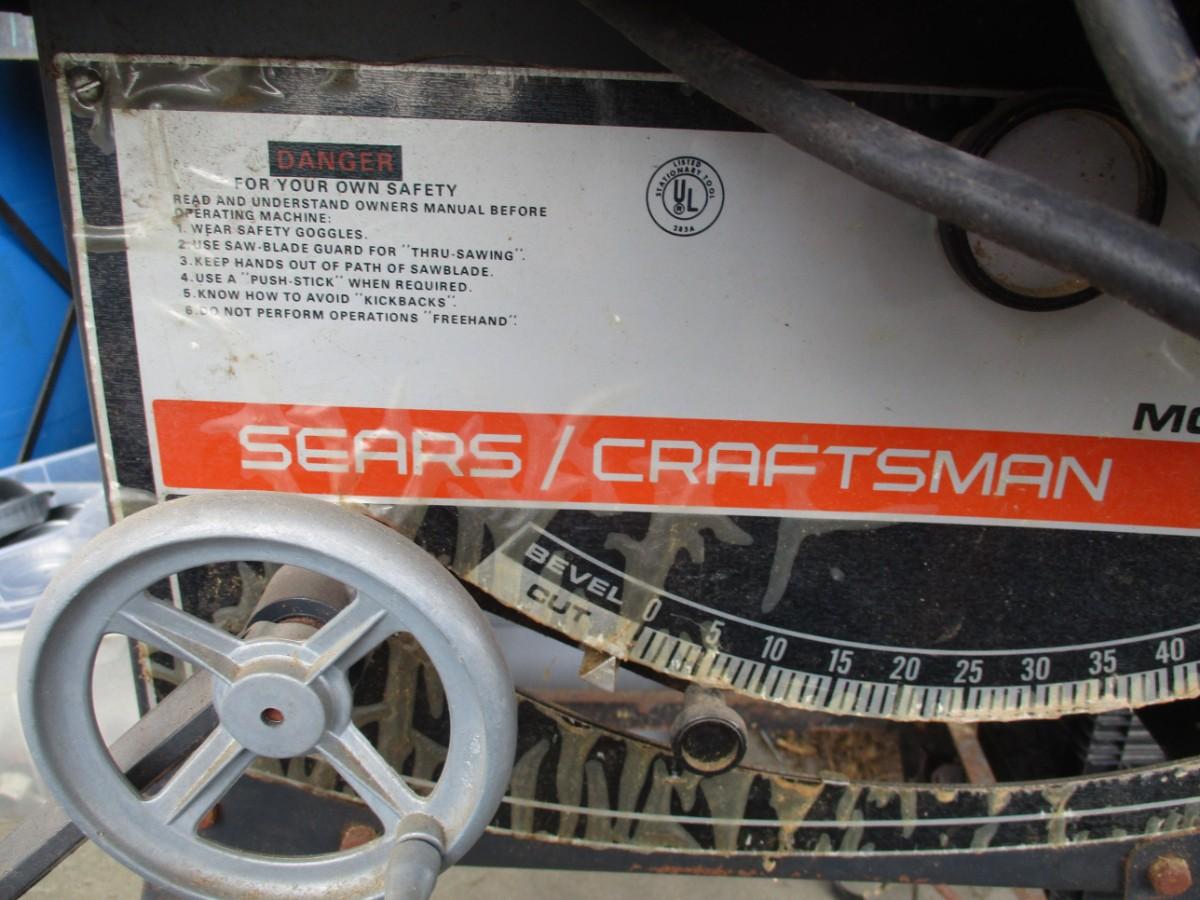 DANGER
FOR YOUR OWN SAFETY
READ AND UNDERSTAND OWNERS MANUAL BEFORE
OPERATING MACHINE:
1. WEAR SAFETY GOGGLES.
2. USE SAW-BLADE GUARD FOR "THRU-SAWING".
3. KEEP HANDS OUT OF PATH OF SAWBLADE.
4. USE A "PUSH-STICK" WHEN REQUIRED.
5. KNOW HOW TO AVOID "KICKBACKS".
6. DO NOT PERFORM OPERATIONS "FREEHAND".
LISTED
STATIONARY TOOL
UL
®
385A
SEARS / CRAFTSMAN
BEVEL
CUT
0 5 10 15 20 25 30 35 40